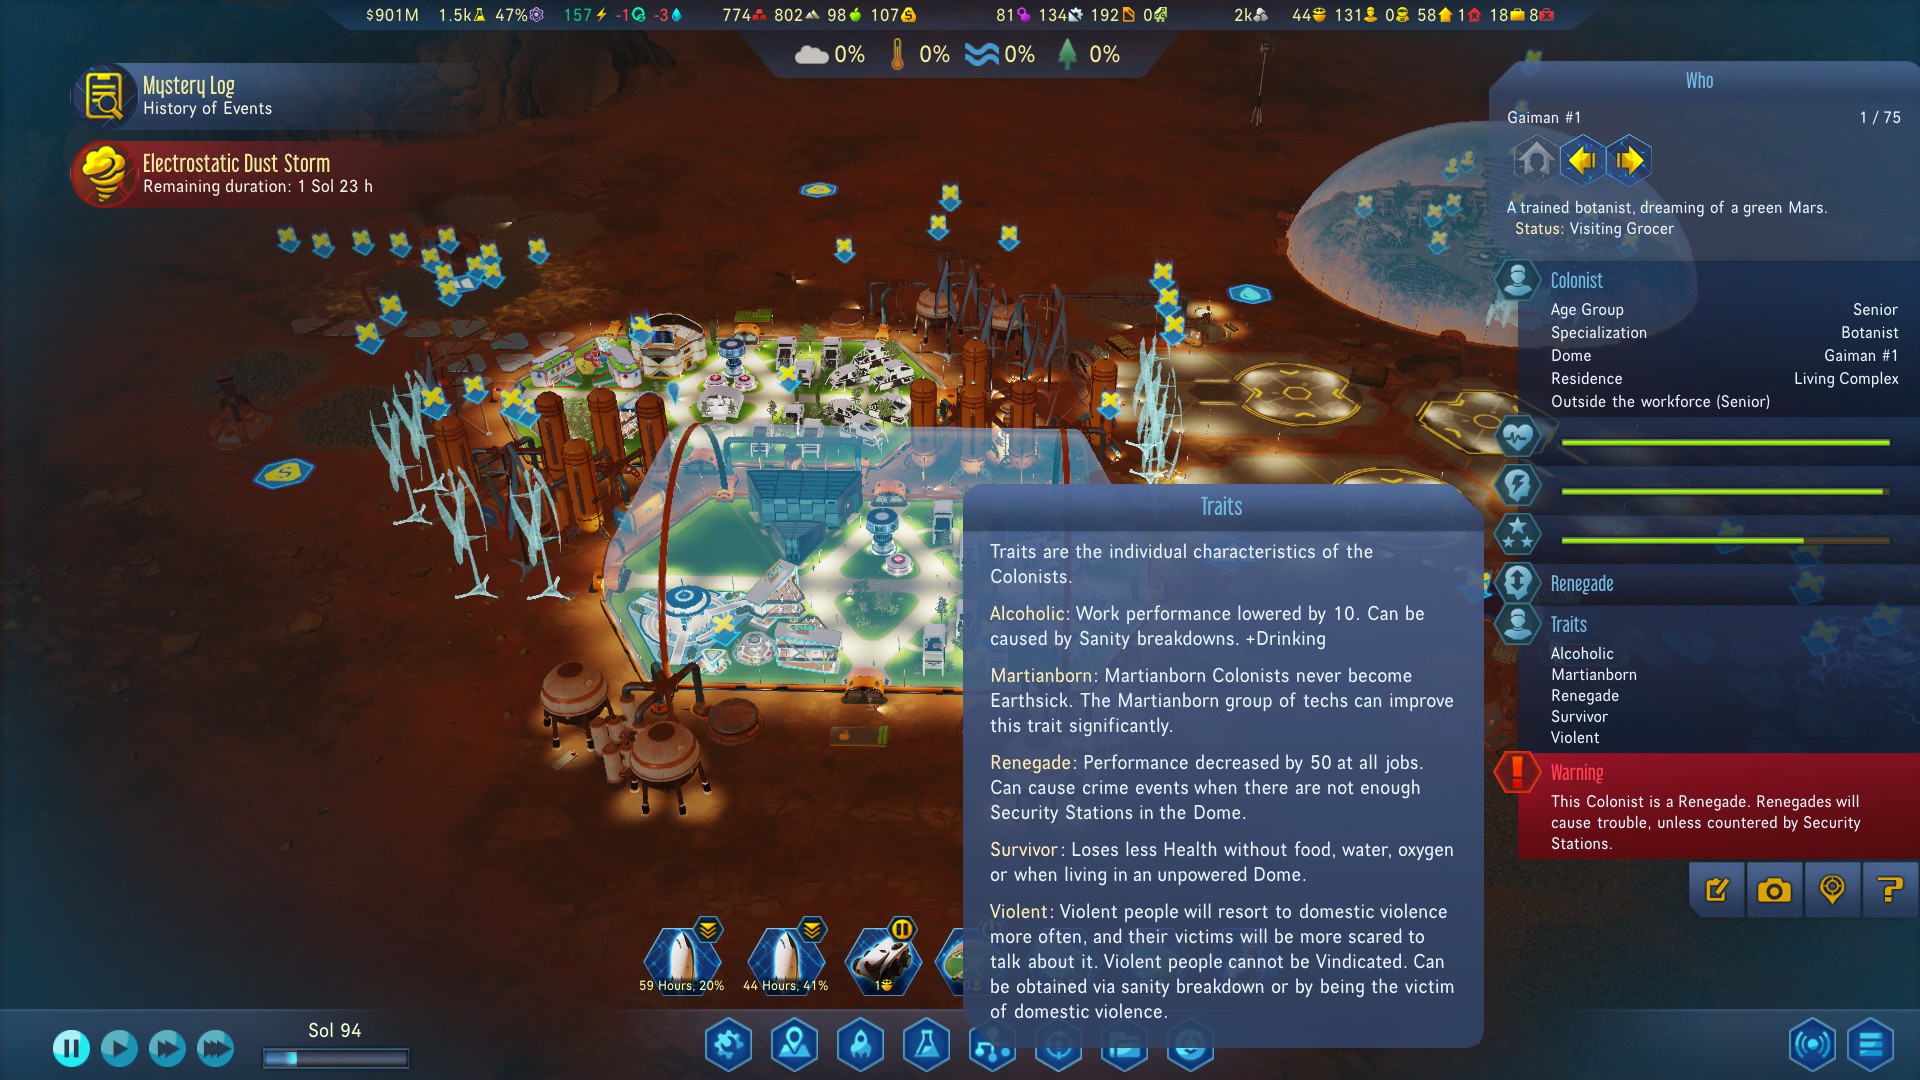 $901M 1.5k 47% 157 -1 -3 774 802 98 107 81 134 192 0 2k 44 131 0 58 1 18 8
0% 0% 0% 0%
Mystery Log
History of Events
Electrostatic Dust Storm
Remaining duration: 1 Sol 23 h
Who
Gaiman #1 1 / 75
A trained botanist, dreaming of a green Mars.
Status: Visiting Grocer
Colonist
Age Group Senior
Specialization Botanist
Dome Gaiman #1
Residence Living Complex
Outside the workforce (Senior)
Renegade
Traits
Alcoholic
Martianborn
Renegade
Survivor
Violent
Warning
This Colonist is a Renegade. Renegades will
cause trouble, unless countered by Security
Stations.
Traits
Traits are the individual characteristics of the
Colonists.
Alcoholic: Work performance lowered by 10. Can be
caused by Sanity breakdowns. +Drinking
Martianborn: Martianborn Colonists never become
Earthsick. The Martianborn group of techs can improve
this trait significantly.
Renegade: Performance decreased by 50 at all jobs.
Can cause crime events when there are not enough
Security Stations in the Dome.
Survivor: Loses less Health without food, water, oxygen
or when living in an unpowered Dome.
Violent: Violent people will resort to domestic violence
more often, and their victims will be more scared to
talk about it. Violent people cannot be Vindicated. Can
be obtained via sanity breakdown or by being the victim
of domestic violence.
59 Hours, 20% 44 Hours, 41% 1
Sol 94